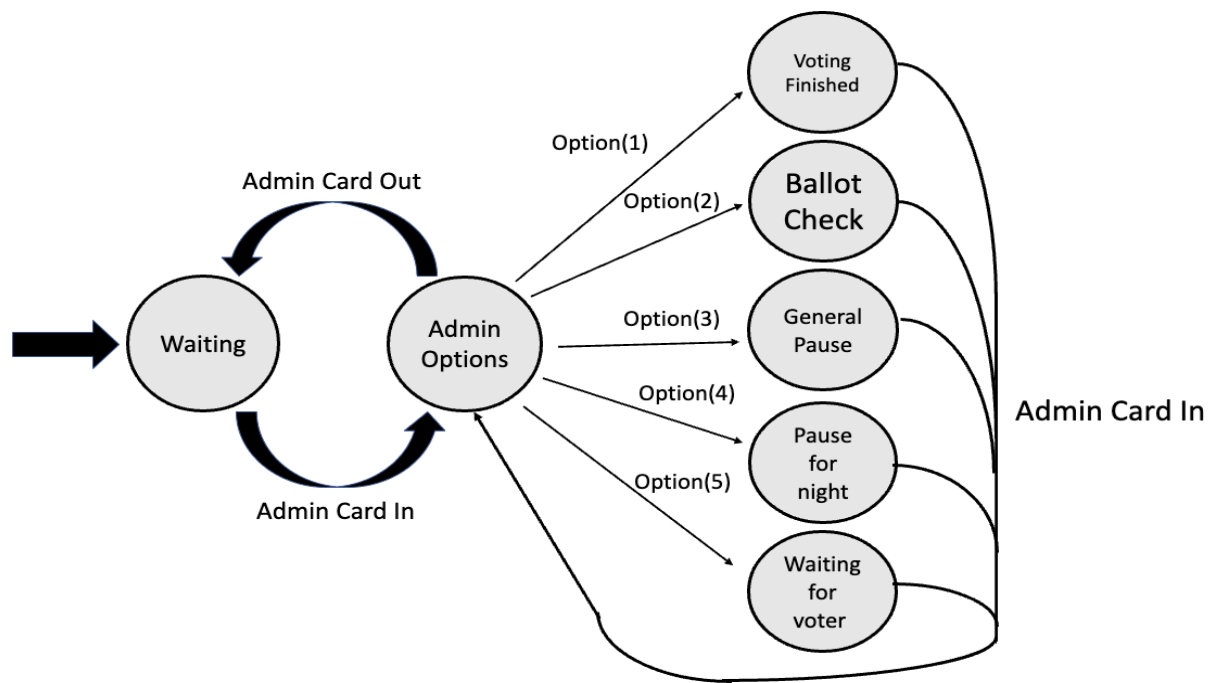 Voting
Finished
Option(1)
Admin Card Out
Ballot
Check
Option(2)
Waiting
Admin
Options
General
Pause
Option(3)
Option(4)
Admin Card In
Pause
for
night
Option(5)
Admin Card In
Waiting
for
voter